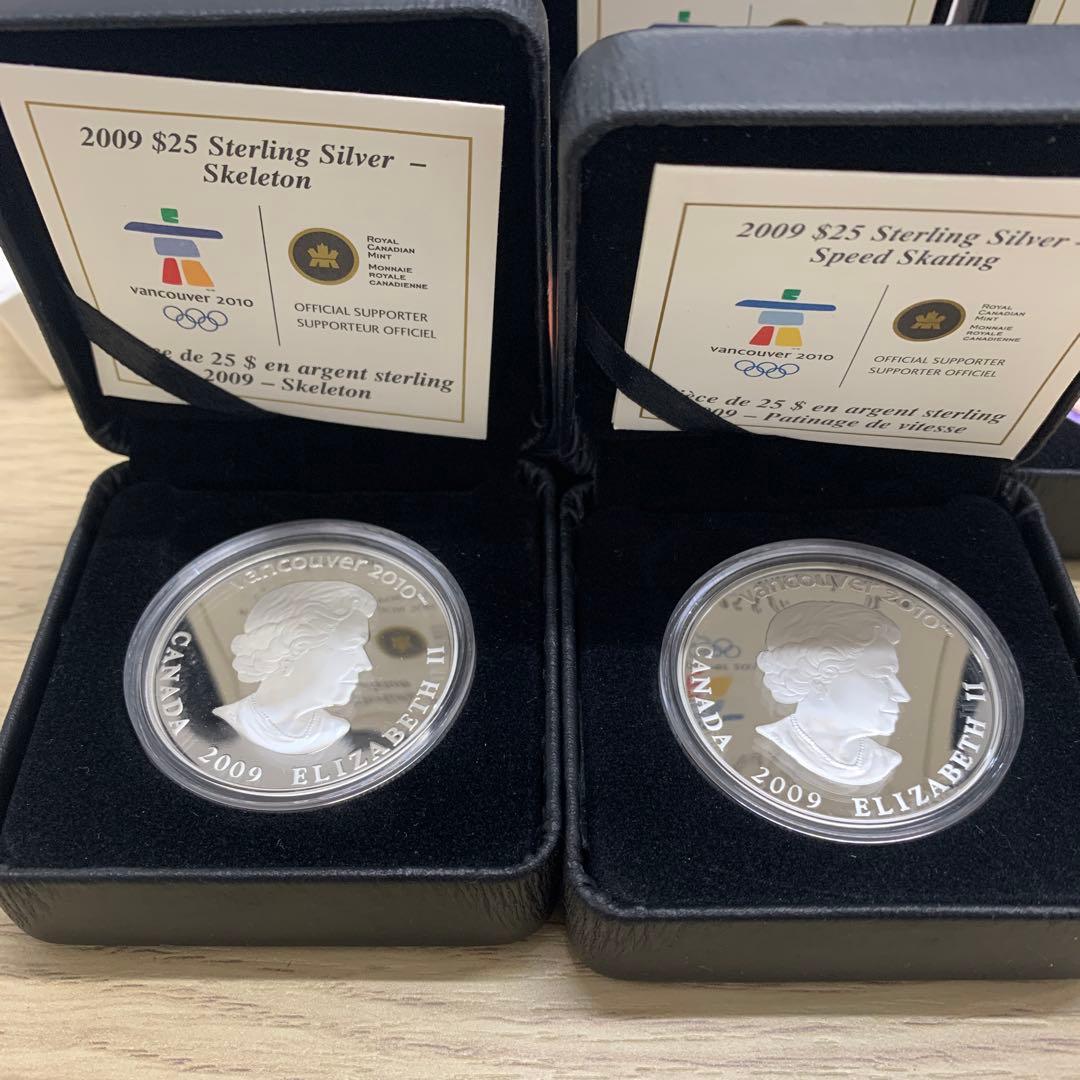 2009 $25 Sterling Silver –
Skeleton
vancouver 2010
ROYAL
CANADIAN
MINT
MONNAIE
ROYALE
CANADIENNE
OFFICIAL SUPPORTER
SUPPORTEUR OFFICIEL
de 25 $ en argent sterling
2009 – Skeleton
vancouver 2010
CANADA 2009 ELIZABETH II
2009 $25 Sterling Silver -
Speed Skating
vancouver 2010
ROYAL
CANADIAN
MINT
MONNAIE
ROYALE
CANADIENNE
OFFICIAL SUPPORTER
SUPPORTER OFFICIEL
de 25 $ en argent sterling
– Patinage de vitesse
vancouver 2010
CANADA 2009 ELIZABETH II